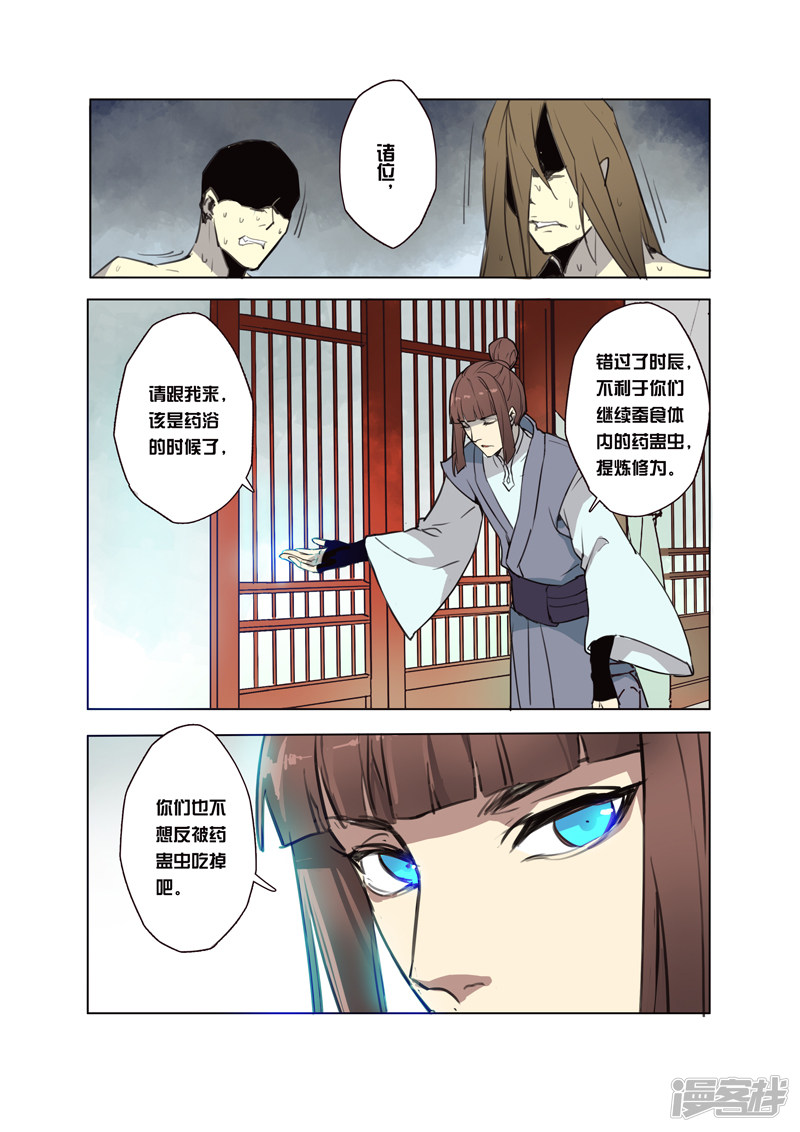 诸位，
请跟我来，
该是药浴
的时候了，
错过了时辰，
不利于你们
继续蚕食体
内的药蛊虫，
提炼修为。
你们也不
想反被药
蛊虫吃掉
吧。
漫客栈